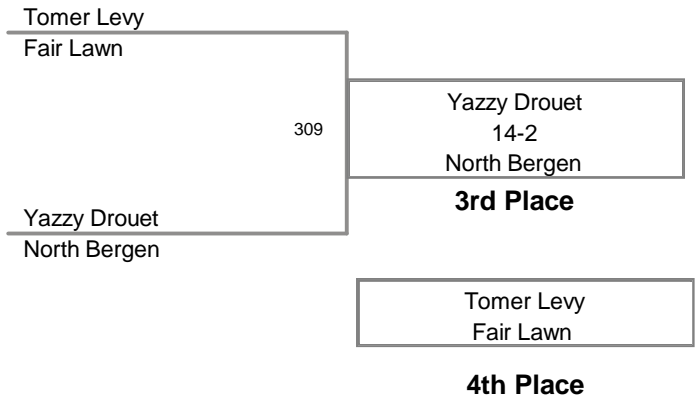 Tomer Levy
Fair Lawn
309
Yazzy Drouet
14-2
North Bergen
3rd Place
Yazzy Drouet
North Bergen
Tomer Levy
Fair Lawn
4th Place